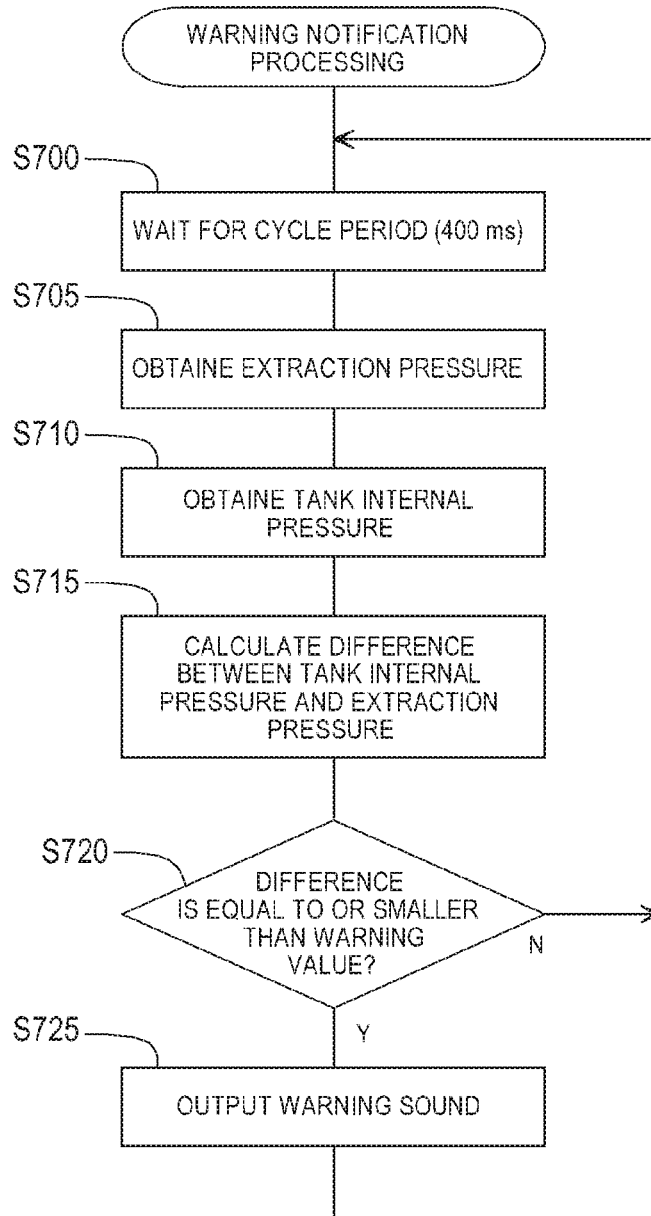 WARNING NOTIFICATION
PROCESSING
S700
WAIT FOR CYCLE PERIOD (400 ms)
S705
OBTAINE EXTRACTION PRESSURE
S710
OBTAINE TANK INTERNAL
PRESSURE
S715
CALCULATE DIFFERENCE
BETWEEN TANK INTERNAL
PRESSURE AND EXTRACTION
PRESSURE
S720
DIFFERENCE
IS EQUAL TO OR SMALLER
THAN WARNING
VALUE?
N
Y
S725
OUTPUT WARNING SOUND